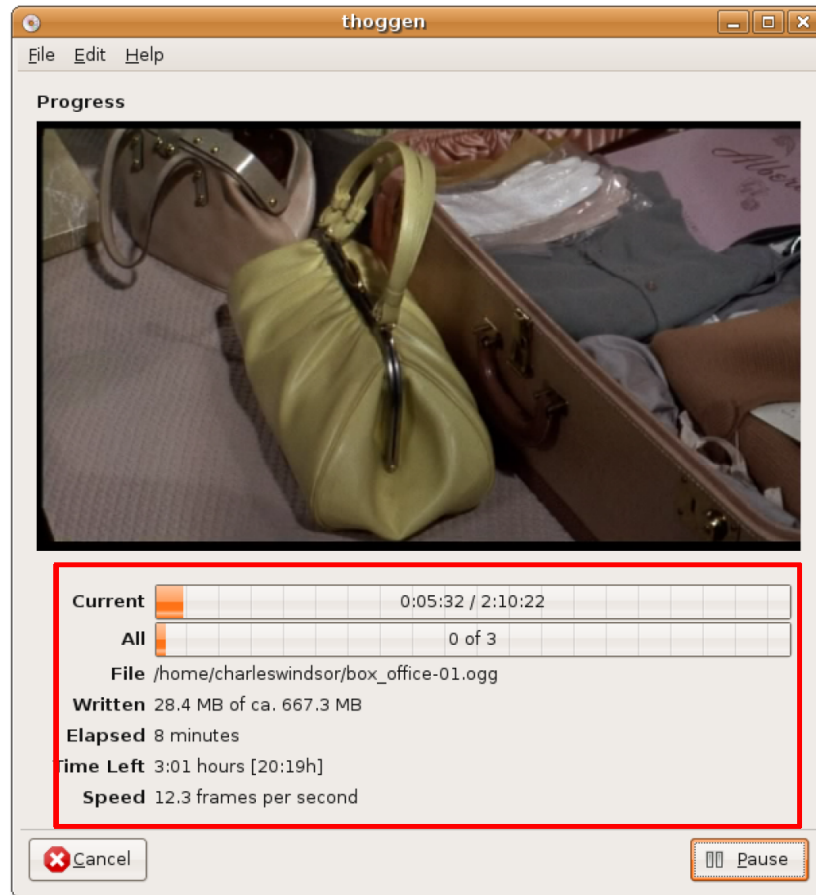 thoggen
File Edit Help
Progress
Current 0:05:32 / 2:10:22
All 0 of 3
File /home/charleswindsor/box_office-01.ogg
Written 28.4 MB of ca. 667.3 MB
Elapsed 8 minutes
Time Left 3:01 hours [20:19h]
Speed 12.3 frames per second
Cancel Pause